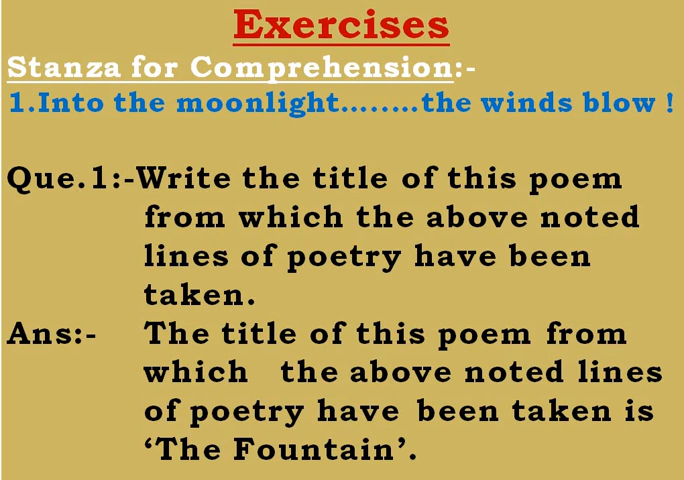 Exercises
Stanza for Comprehension:-
1.Into the moonlight........the winds blow !
Que.1:-Write the title of this poem
from which the above noted
lines of poetry have been
taken.
Ans:- The title of this poem from
which the above noted lines
of poetry have been taken is
‘The Fountain’.